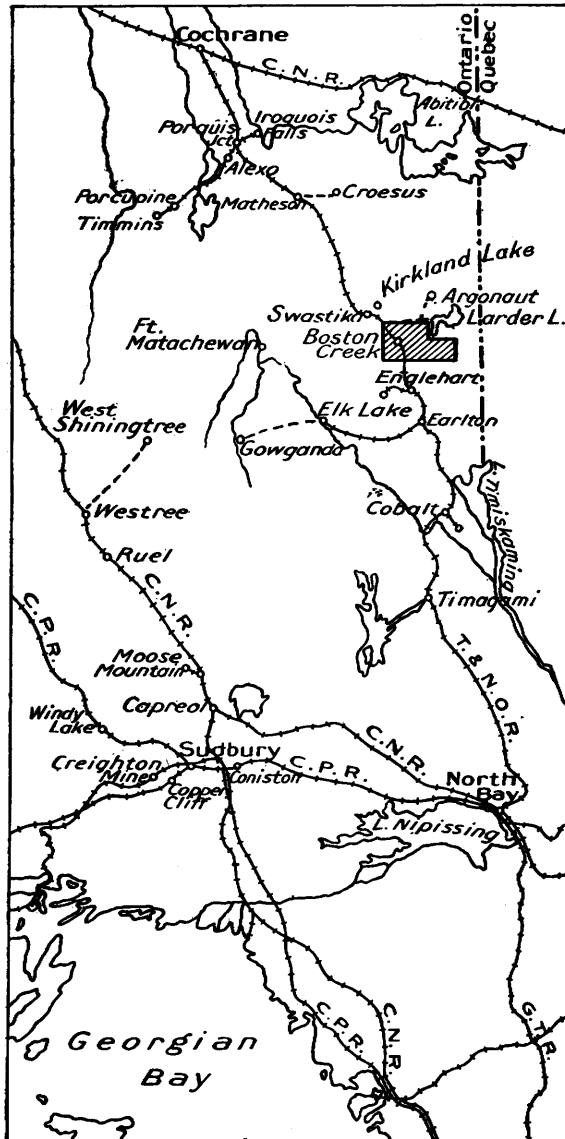 Cochrane
C.N.R.
Ontario
Quebec
Abitibi
L.
Iroquois
Falls
Porquis
Jct.
Alexo
Matheson
Croesus
Porcupine
Timmins
Kirkland Lake
Argonaut
Larder L.
Swastika
Boston
Creek
Ft.
Matachewan
Englehart
Elk Lake
Earlton
West
Shiningtree
Gowganda
Westree
Cobalt
L. Timiskaming
Ruel
C.N.R.
C.P.R.
Timagami
T. & N.O.R.
Moose
Mountain
Capreol
Windy
Lake
Sudbury
C.N.R.
C.P.R.
Creighton
Mine
Coniston
Copper
Cliff
North
Bay
L. Nipissing
C.P.R.
C.N.R.
G.T.R.
Georgian
Bay